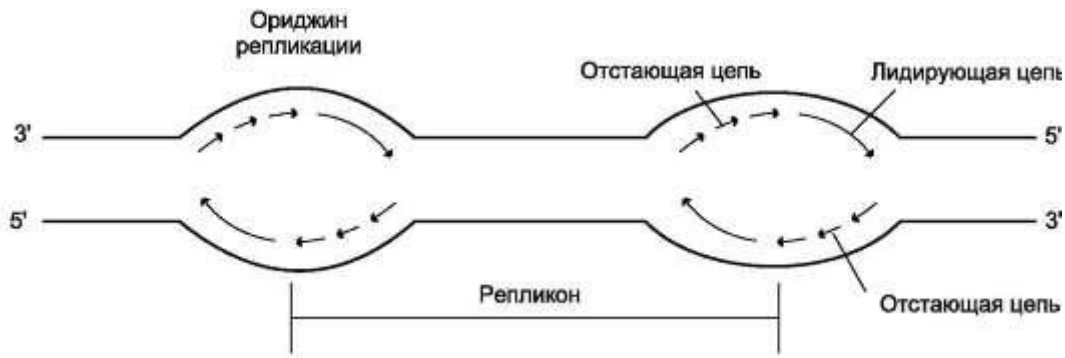 Ориджин
репликации
Отстающая цепь
Лидирующая цепь
3'
5'
5'
3'
Репликон
Отстающая цепь